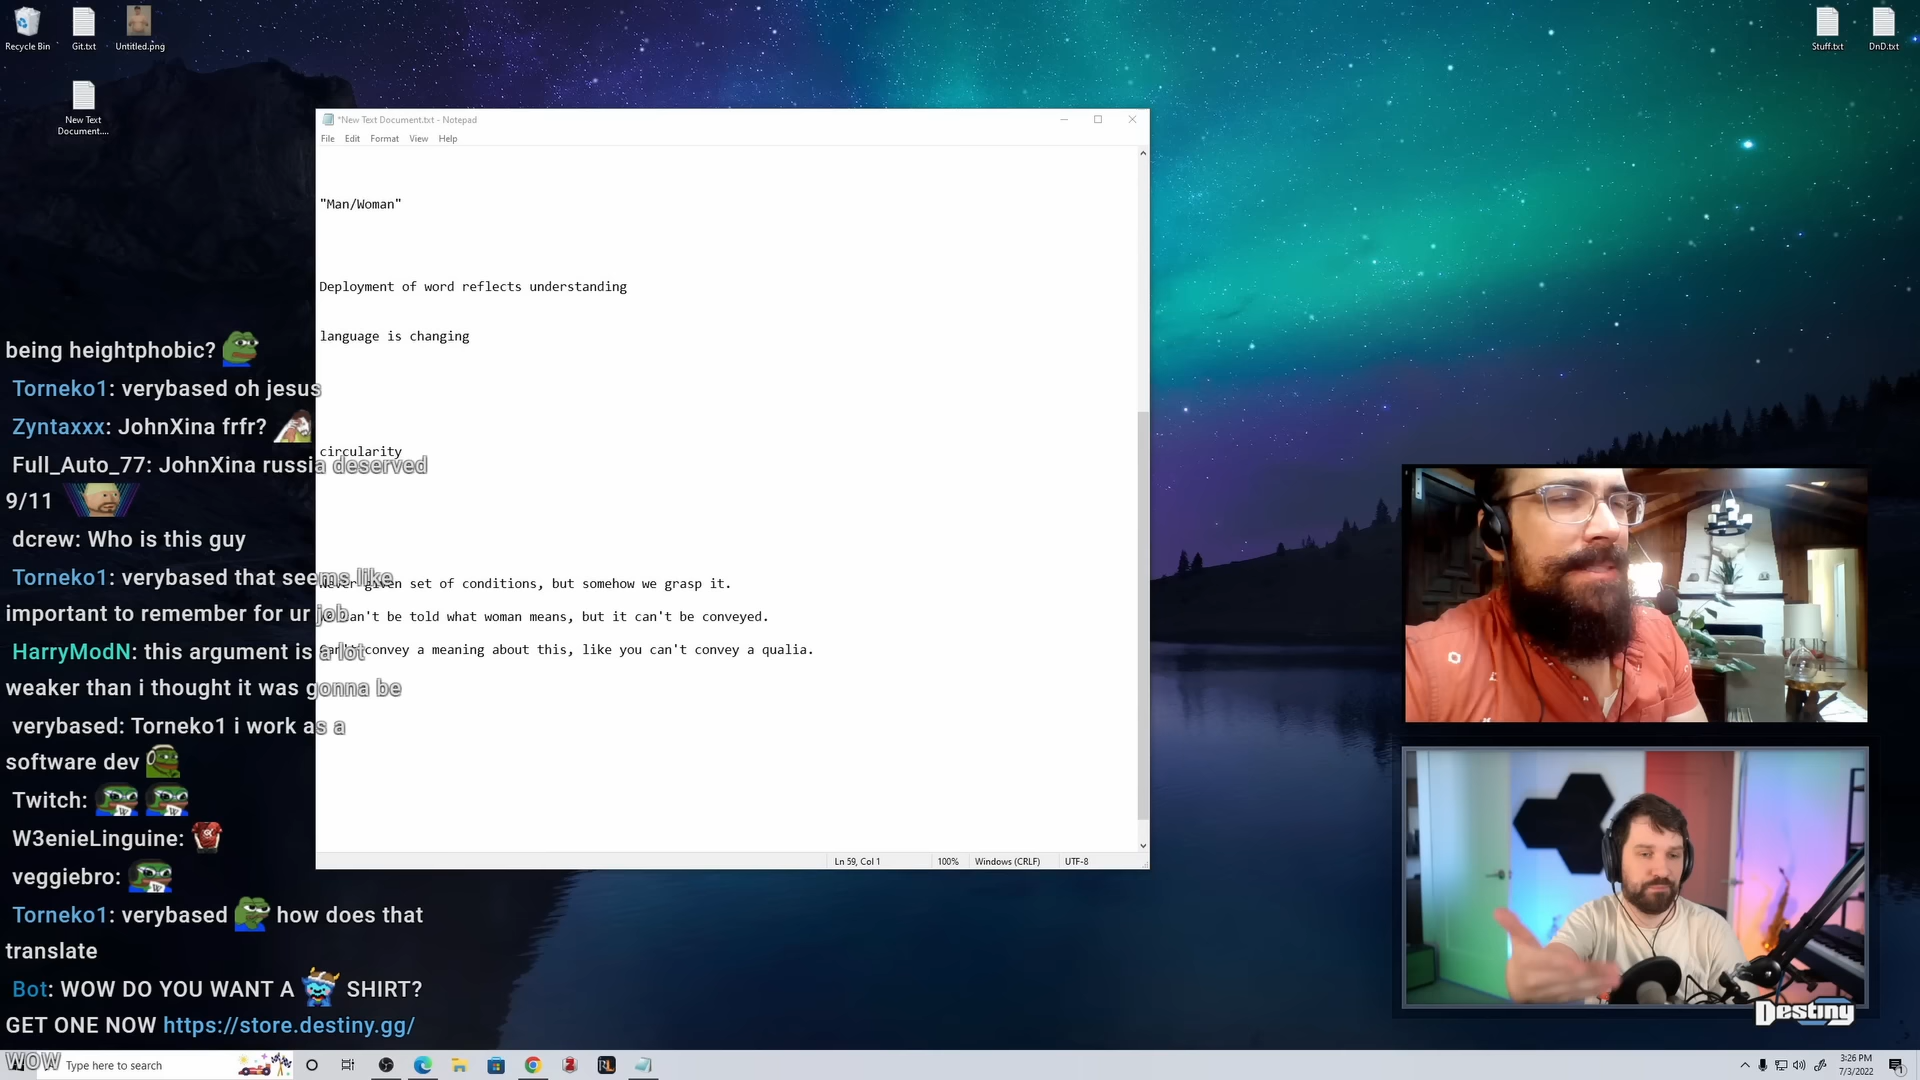 Recycle Bin
Git.txt
Untitled.png
New Text
Document....
Stuff.txt
DnD.txt
*New Text Document.txt - Notepad
File Edit Format View Help
"Man/Woman"
Deployment of word reflects understanding
language is changing
circularity
given set of conditions, but somehow we grasp it.
can't be told what woman means, but it can't be conveyed.
convey a meaning about this, like you can't convey a qualia.
Ln 59, Col 1 100% Windows (CRLF) UTF-8
being heightphobic?
Torneko1: verybased oh jesus
Zyntaxxx: JohnXina frfr?
Full_Auto_77: JohnXina russia deserved
9/11
dcrew: Who is this guy
Torneko1: verybased that seems like
important to remember for ur job
HarryModN: this argument is a lot
weaker than i thought it was gonna be
verybased: Torneko1 i work as a
software dev
Twitch:
W3enieLinguine:
veggiebro:
Torneko1: verybased how does that
translate
Bot: WOW DO YOU WANT A SHIRT?
GET ONE NOW https://store.destiny.gg/
WOW
Destiny
Type here to search
3:26 PM
7/3/2022